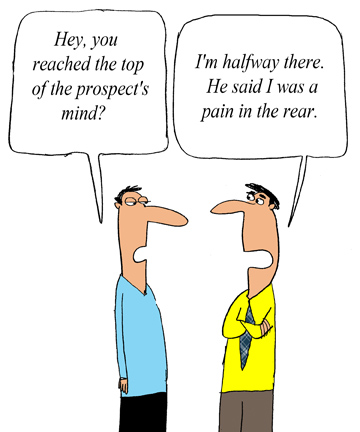 Hey, you
reached the top
of the prospect's
mind?
I'm halfway there.
He said I was a
pain in the rear.